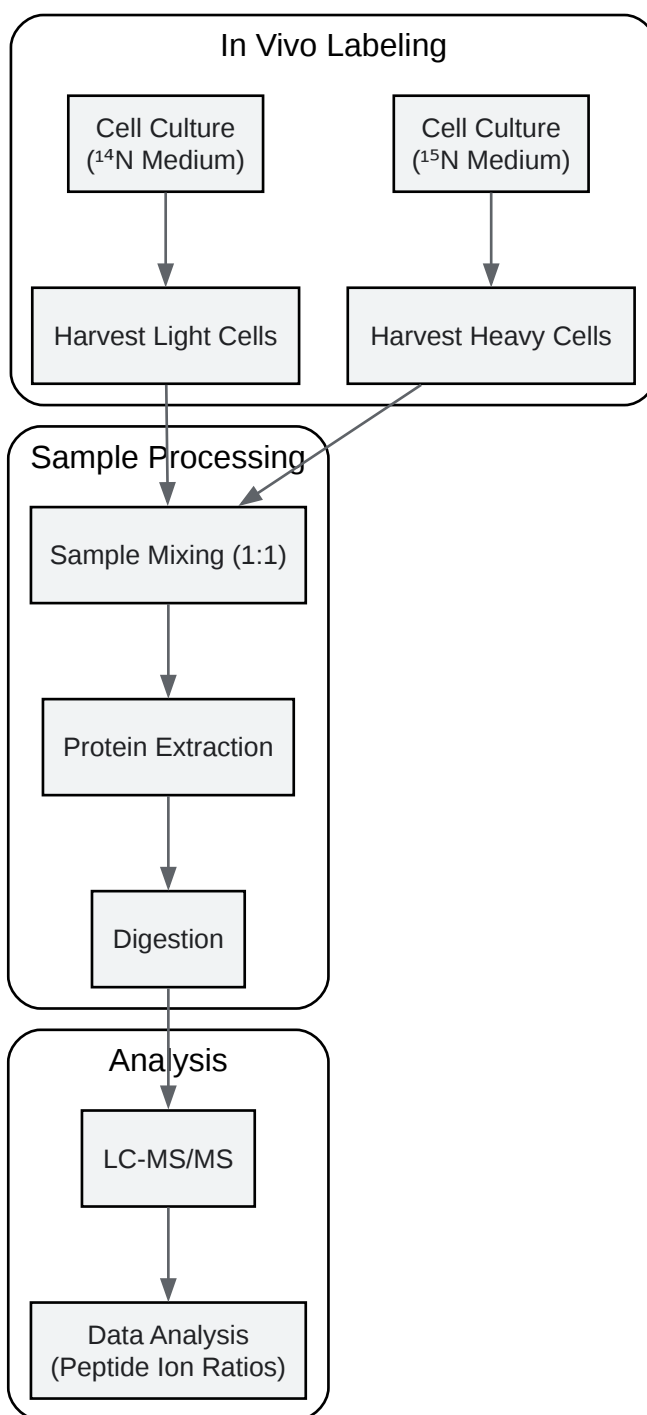 In Vivo Labeling
Cell Culture
(¹⁴N Medium)
Cell Culture
(¹⁵N Medium)
Harvest Light Cells
Harvest Heavy Cells
Sample Processing
Sample Mixing (1:1)
Protein Extraction
Digestion
Analysis
LC-MS/MS
Data Analysis
(Peptide Ion Ratios)